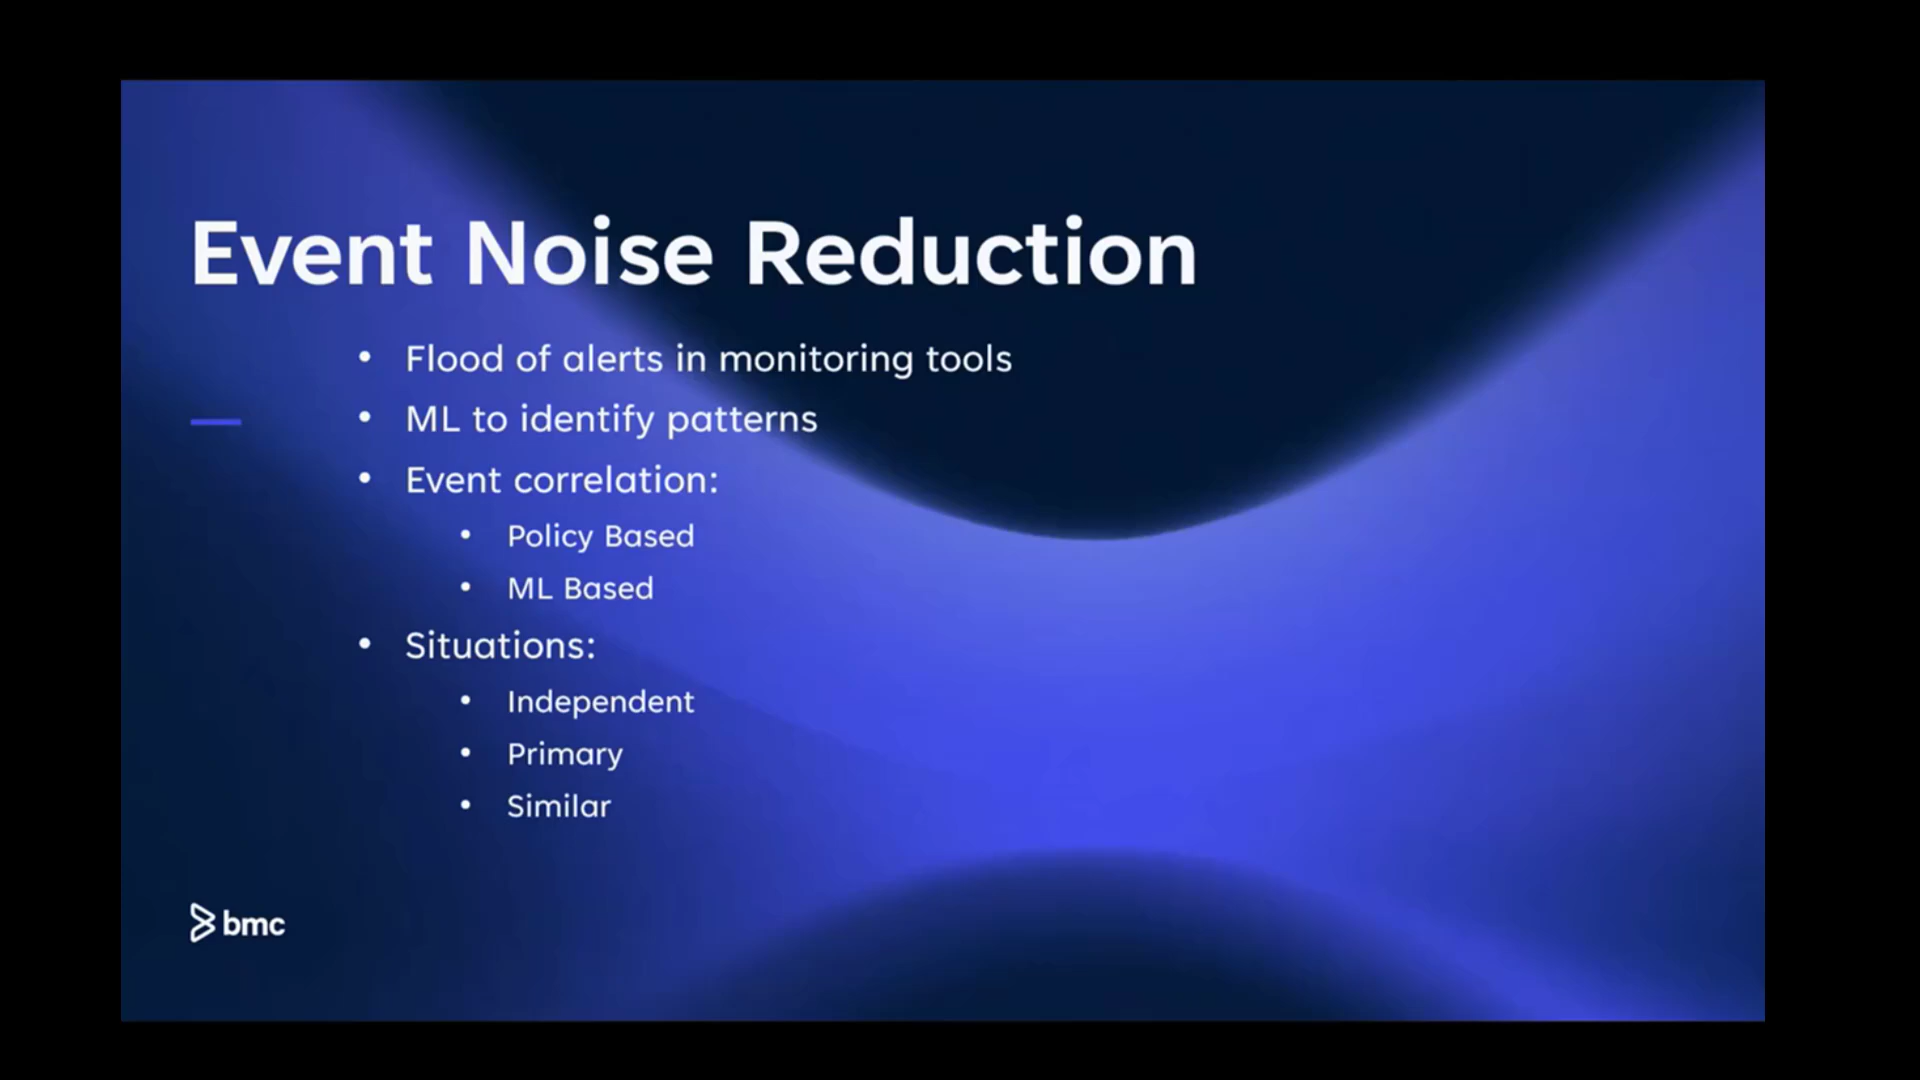 Event Noise Reduction
• Flood of alerts in monitoring tools
• ML to identify patterns
• Event correlation:
• Policy Based
• ML Based
• Situations:
• Independent
• Primary
• Similar
bmc